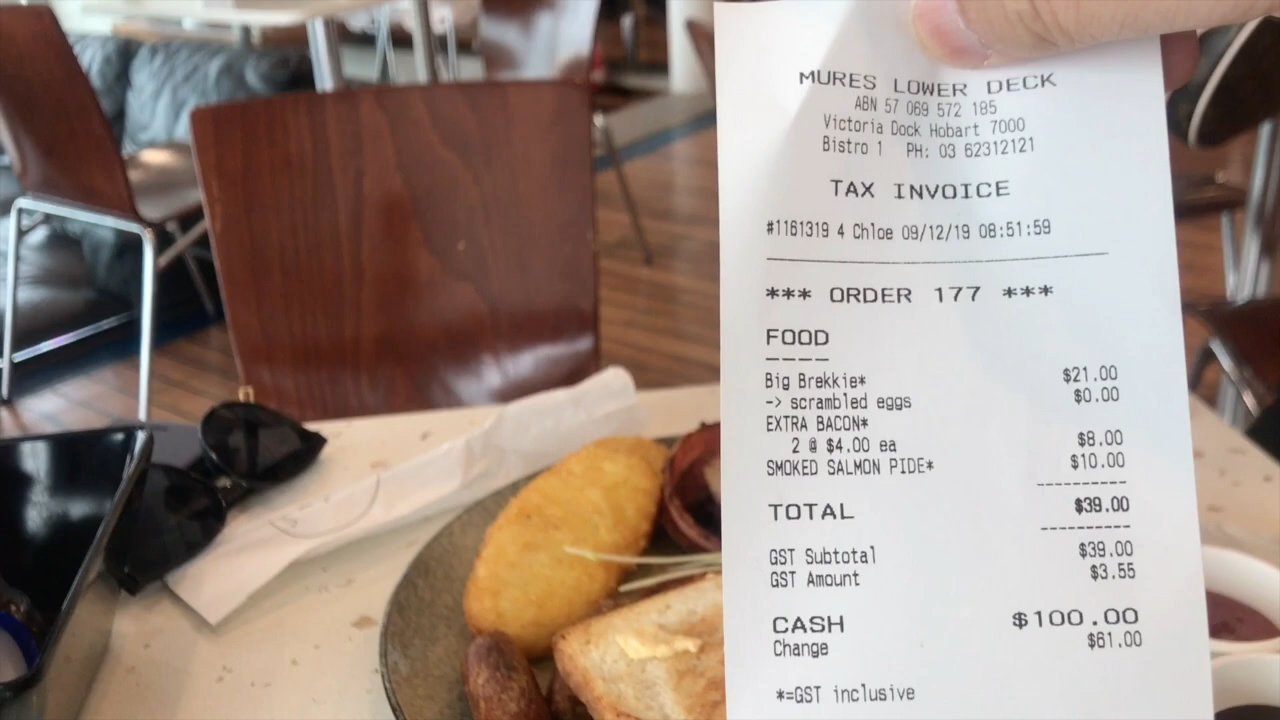 MURES LOWER DECK
ABN 57 069 572 185
Victoria Dock Hobart 7000
Bistro 1 PH: 03 62312121
TAX INVOICE
#1161319 4 Chloe 09/12/19 08:51:59
*** ORDER 177 ***
FOOD
----
Big Brekkie* $21.00
-> scrambled eggs $0.00
EXTRA BACON*
2 @ $4.00 ea $8.00
SMOKED SALMON PIDE* $10.00
----------
TOTAL $39.00
----------
GST Subtotal $39.00
GST Amount $3.55
CASH $100.00
Change $61.00
*=GST inclusive